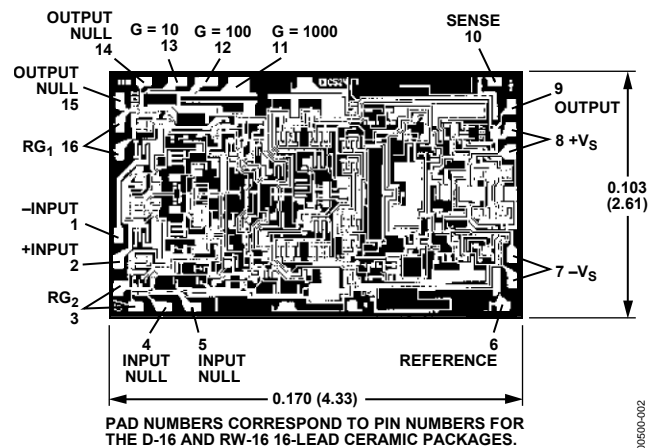 OUTPUT
NULL
14
G = 10
13
G = 100
12
G = 1000
11
SENSE
10
OUTPUT
NULL
15
9
OUTPUT
RG1 16
8 +VS
0.103
(2.61)
–INPUT
1
+INPUT
2
7 –VS
RG2
3
4
INPUT
NULL
5
INPUT
NULL
6
REFERENCE
0.170 (4.33)
PAD NUMBERS CORRESPOND TO PIN NUMBERS FOR
THE D-16 AND RW-16 16-LEAD CERAMIC PACKAGES.
00500-002